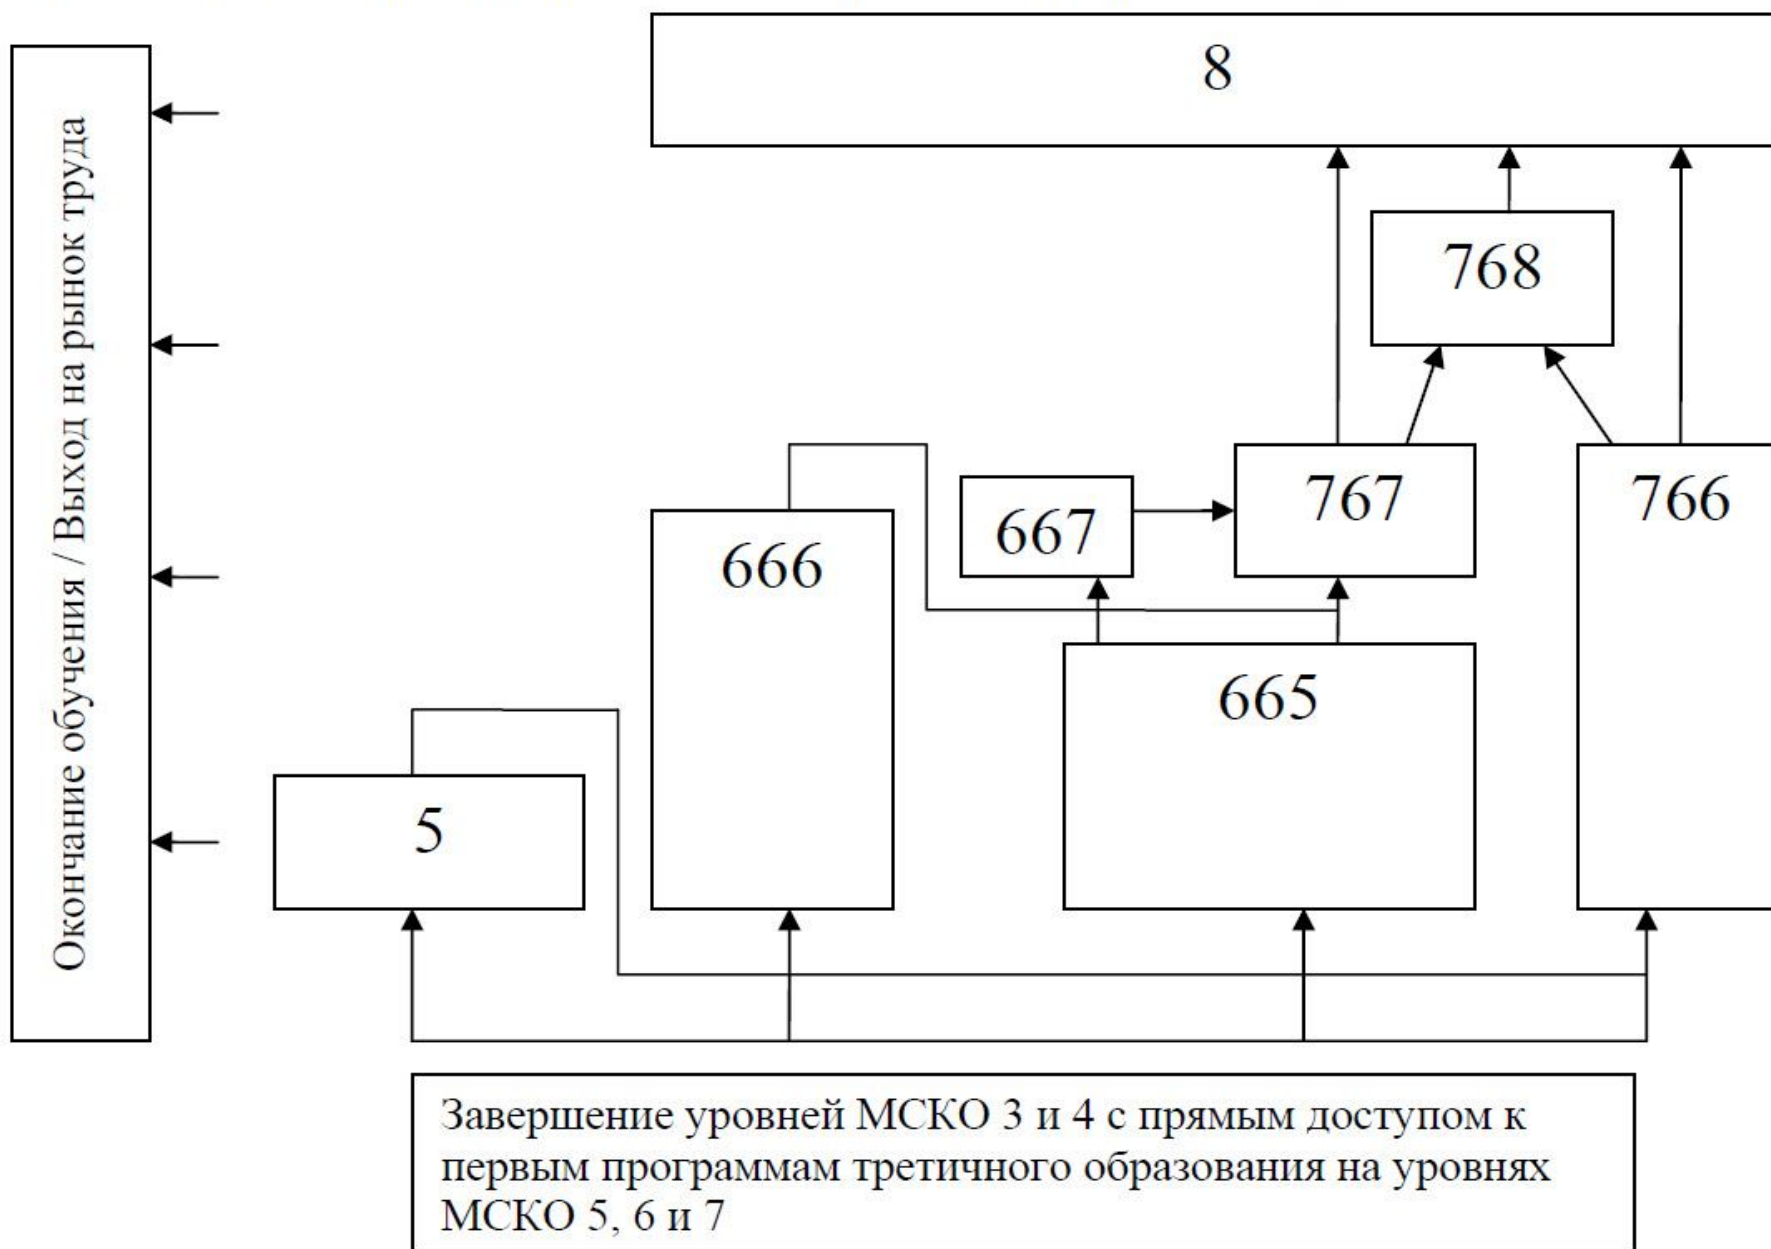 8
Окончание обучения / Выход на рынок труда
768
767
766
667
666
665
5
Завершение уровней МСКО 3 и 4 с прямым доступом к
первым программам третичного образования на уровнях
МСКО 5, 6 и 7